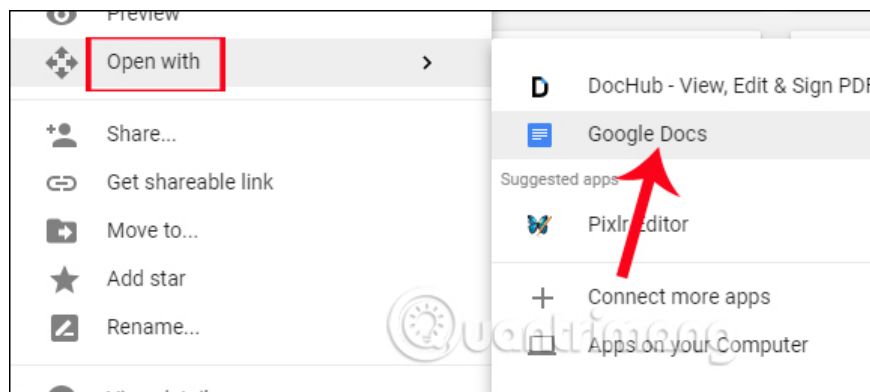 Preview
Open with
Share...
Get shareable link
Move to...
Add star
Rename...
DocHub - View, Edit & Sign PDF
Google Docs
Suggested apps
Pixlr Editor
Connect more apps
Apps on your Computer
Quantrimang